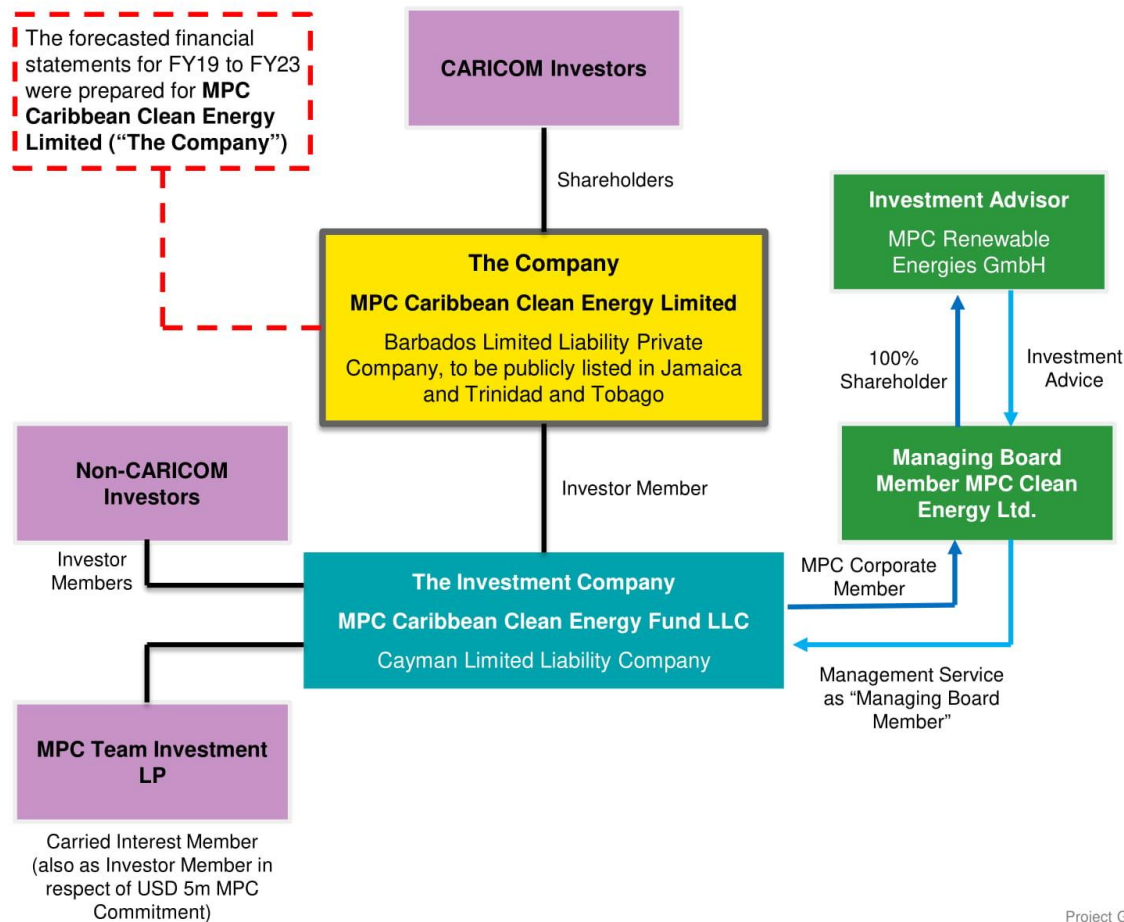 The forecasted financial
statements for FY19 to FY23
were prepared for MPC
Caribbean Clean Energy
Limited (“The Company”)
CARICOM Investors
Shareholders
The Company
MPC Caribbean Clean Energy Limited
Barbados Limited Liability Private
Company, to be publicly listed in Jamaica
and Trinidad and Tobago
Investment Advisor
MPC Renewable
Energies GmbH
100%
Shareholder
Investment
Advice
Managing Board
Member MPC Clean
Energy Ltd.
Non-CARICOM
Investors
Investor Member
Investor
Members
MPC Corporate
Member
The Investment Company
MPC Caribbean Clean Energy Fund LLC
Cayman Limited Liability Company
Management Service
as “Managing Board
Member”
MPC Team Investment
LP
Carried Interest Member
(also as Investor Member in
respect of USD 5m MPC
Commitment)
Project G